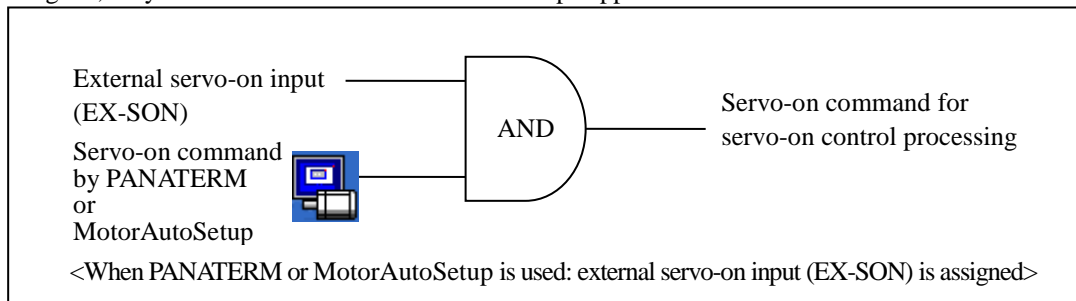 External servo-on input
(EX-SON)
Servo-on command
by PANATERM
or
MotorAutoSetup
AND
Servo-on command for
servo-on control processing
<When PANATERM or MotorAutoSetup is used: external servo-on input (EX-SON) is assigned>